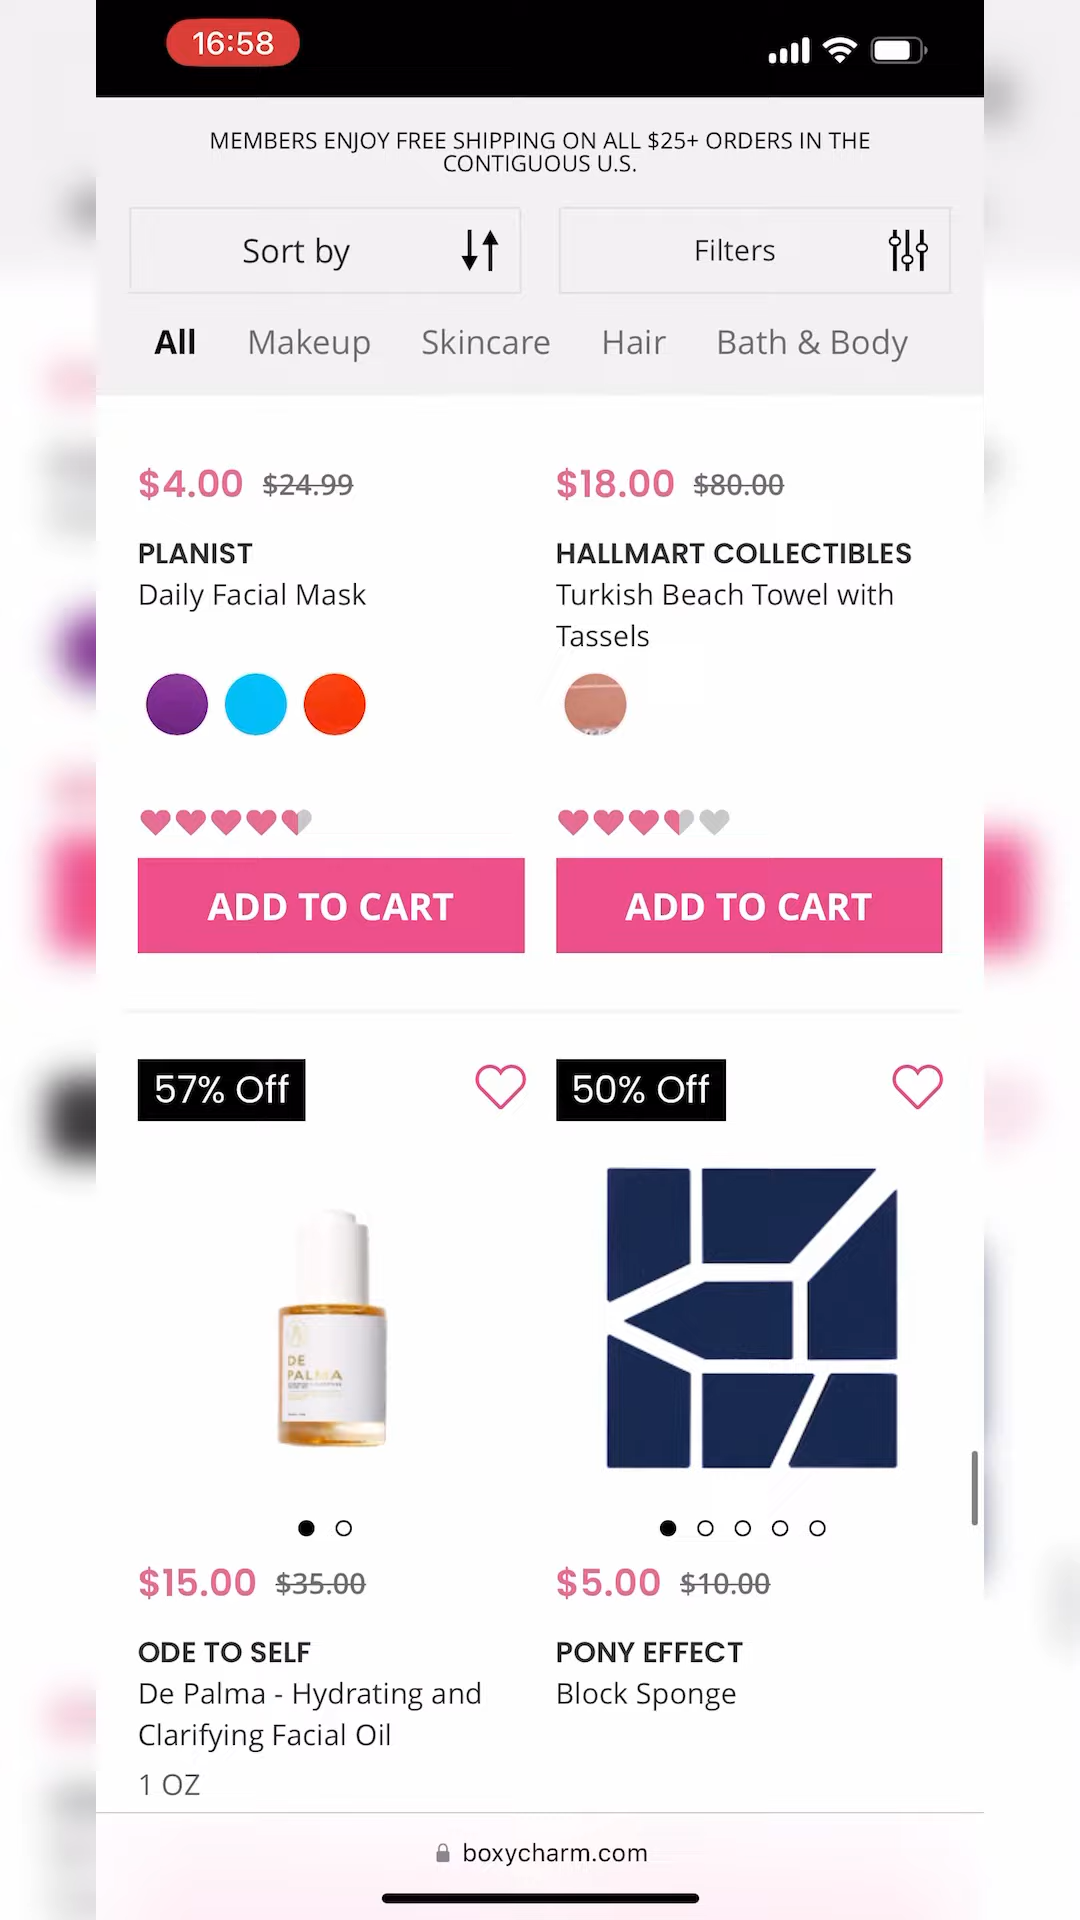 16:58
MEMBERS ENJOY FREE SHIPPING ON ALL $25+ ORDERS IN THE
CONTIGUOUS U.S.
Sort by
Filters
All Makeup Skincare Hair Bath & Body
$4.00 $24.99
$18.00 $80.00
PLANIST
HALLMART COLLECTIBLES
Daily Facial Mask
Turkish Beach Towel with
Tassels
ADD TO CART
ADD TO CART
57% Off
50% Off
DE
PALMA
$15.00 $35.00
$5.00 $10.00
ODE TO SELF
PONY EFFECT
De Palma - Hydrating and
Clarifying Facial Oil
Block Sponge
1 OZ
boxycharm.com